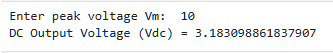 Enter peak voltage Vm:  10
DC Output Voltage (Vdc) = 3.183098861837907